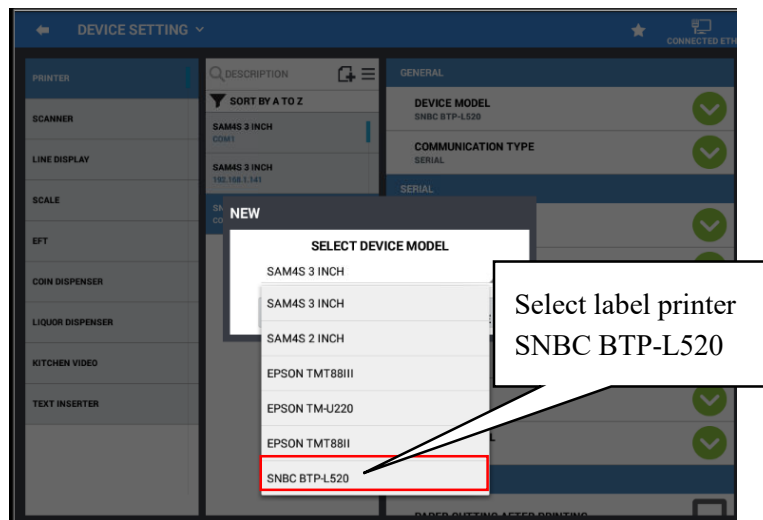 DEVICE SETTING
CONNECTED ETH
PRINTER
SCANNER
LINE DISPLAY
SCALE
EFT
COIN DISPENSER
LIQUOR DISPENSER
KITCHEN VIDEO
TEXT INSERTER
DESCRIPTION
SORT BY A TO Z
SAM4S 3 INCH
COM1
SAM4S 3 INCH
192.168.1.141
SN
CO
GENERAL
DEVICE MODEL
SNBC BTP-L520
COMMUNICATION TYPE
SERIAL
SERIAL
NEW
SELECT DEVICE MODEL
SAM4S 3 INCH
SAM4S 3 INCH
SAM4S 2 INCH
EPSON TMT88III
EPSON TM-U220
EPSON TMT88II
SNBC BTP-L520
Select label printer
SNBC BTP-L520
PAPER CUTTING AFTER PRINTING